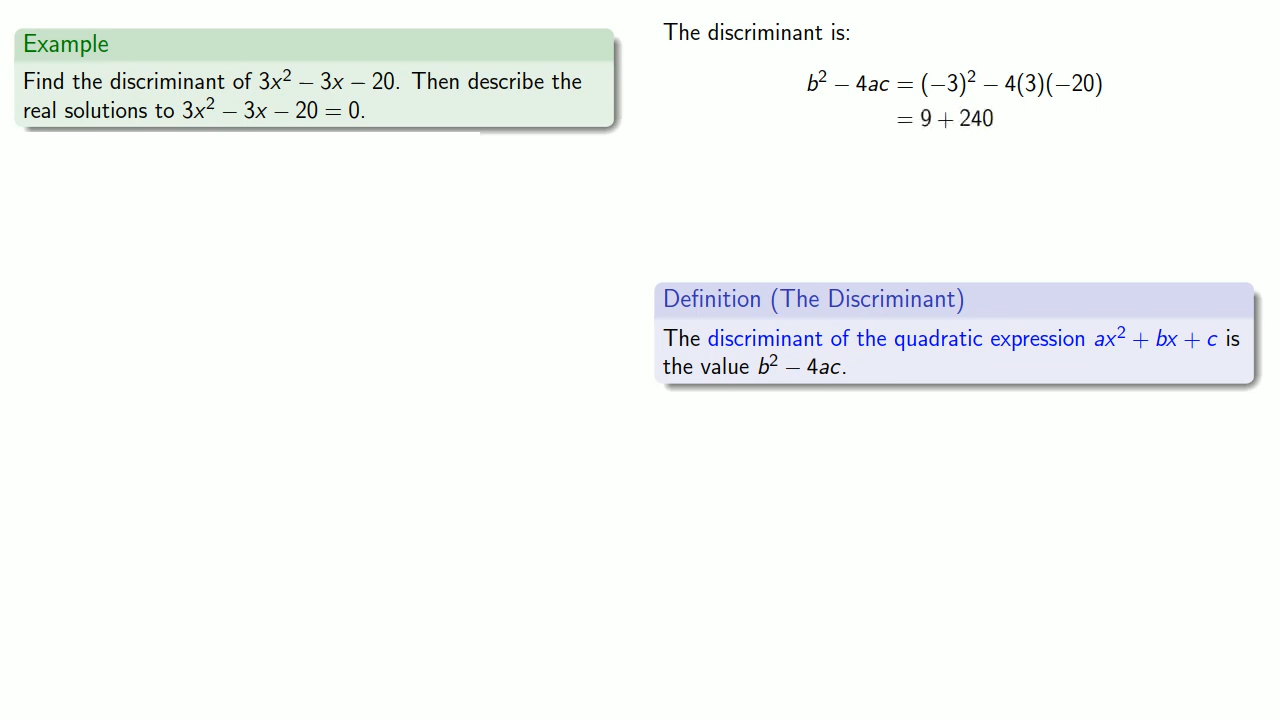 Example
Find the discriminant of 3x² − 3x − 20. Then describe the
real solutions to 3x² − 3x − 20 = 0.
The discriminant is:
b² − 4ac = (−3)² − 4(3)(−20)
= 9 + 240
Definition (The Discriminant)
The discriminant of the quadratic expression ax² + bx + c is
the value b² − 4ac.